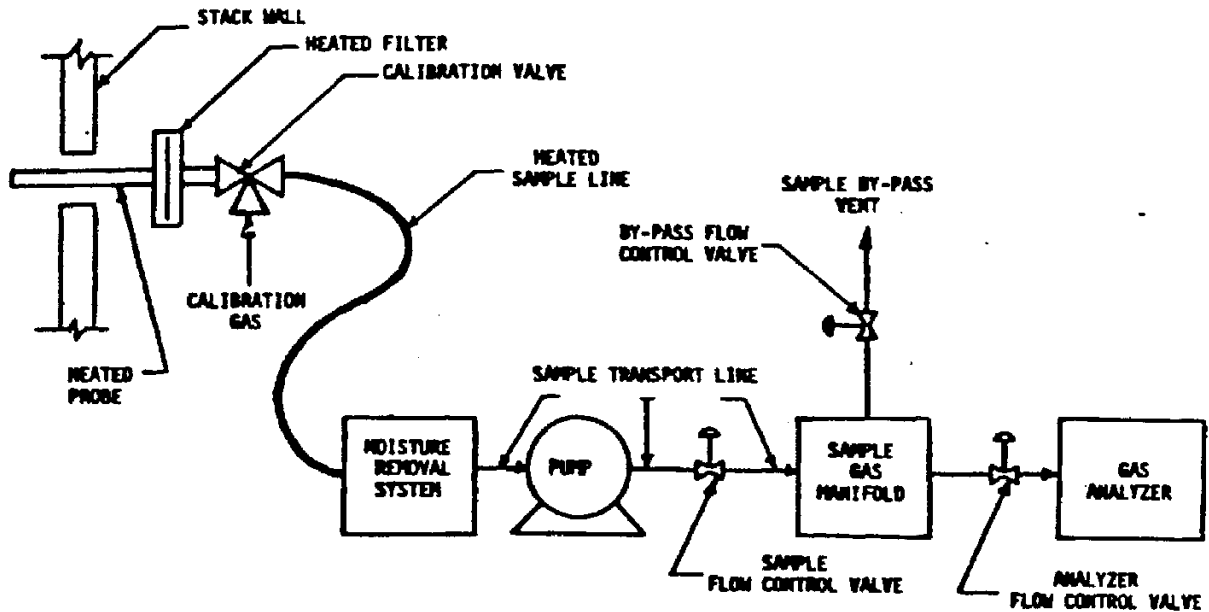 STACK WALL
HEATED FILTER
CALIBRATION VALVE
HEATED
SAMPLE LINE
SAMPLE BY-PASS
VENT
BY-PASS FLOW
CONTROL VALVE
CALIBRATION
GAS
HEATED
PROBE
SAMPLE TRANSPORT LINE
MOISTURE
REMOVAL
SYSTEM
PUMP
SAMPLE
GAS
MANIFOLD
GAS
ANALYZER
SAMPLE
FLOW CONTROL VALVE
ANALYZER
FLOW CONTROL VALVE